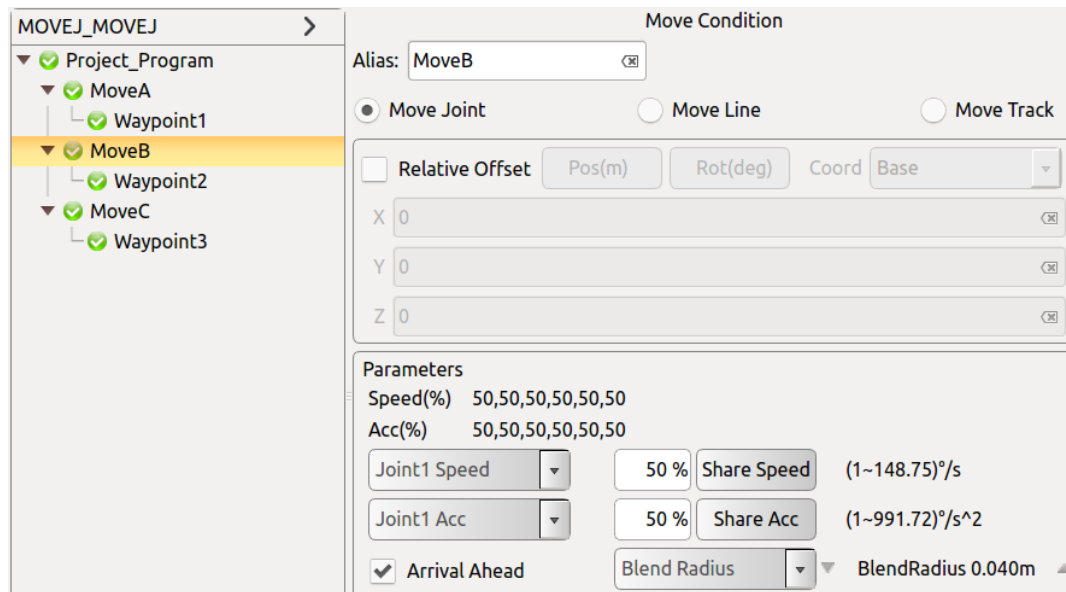 MOVEJ_MOVEJ
Project_Program
MoveA
Waypoint1
MoveB
Waypoint2
MoveC
Waypoint3
Move Condition
Alias: MoveB
Move Joint Move Line Move Track
Relative Offset Pos(m) Rot(deg) Coord Base
X 0
Y 0
Z 0
Parameters
Speed(%) 50,50,50,50,50,50
Acc(%) 50,50,50,50,50,50
Joint1 Speed 50 % Share Speed (1~148.75)°/s
Joint1 Acc 50 % Share Acc (1~991.72)°/s^2
Arrival Ahead Blend Radius BlendRadius 0.040m